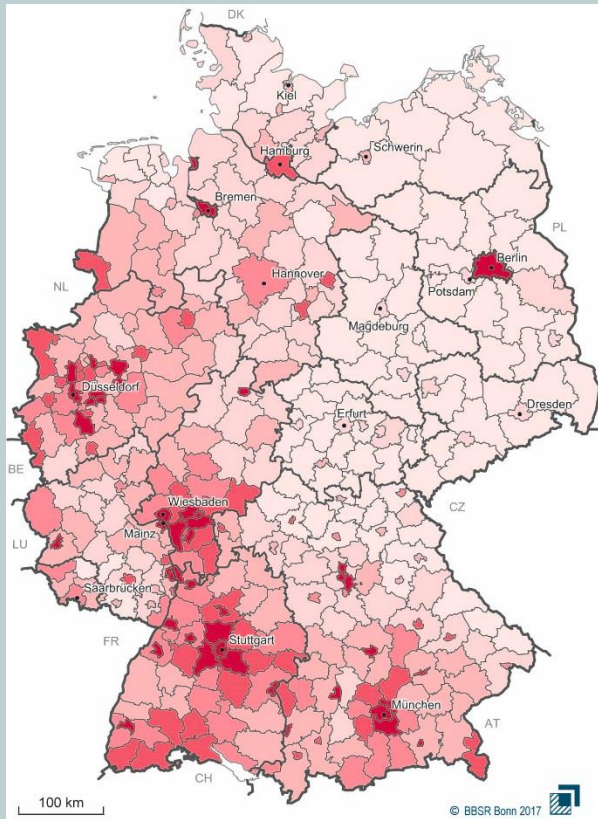 DK
Kiel
Hamburg
Schwerin
Bremen
PL
Berlin
NL
Hannover
Potsdam
Magdeburg
Düsseldorf
Erfurt
Dresden
BE
Wiesbaden
CZ
LU
Mainz
Saarbrücken
FR
Stuttgart
München
AT
CH
100 km
© BBSR Bonn 2017